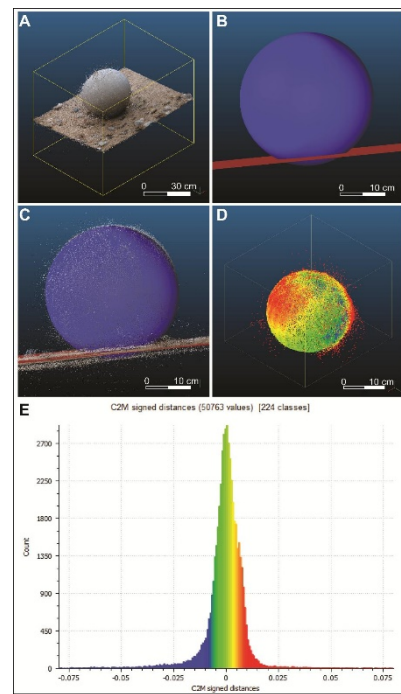 A
0 30 cm
B
0 10 cm
C
0 10 cm
D
0 10 cm
E
C2M signed distances (50763 values) [224 classes]
2700
2250
1800
1350
900
450
0
Count
-0.075 -0.05 -0.025 0 0.025 0.05 0.075
C2M signed distances